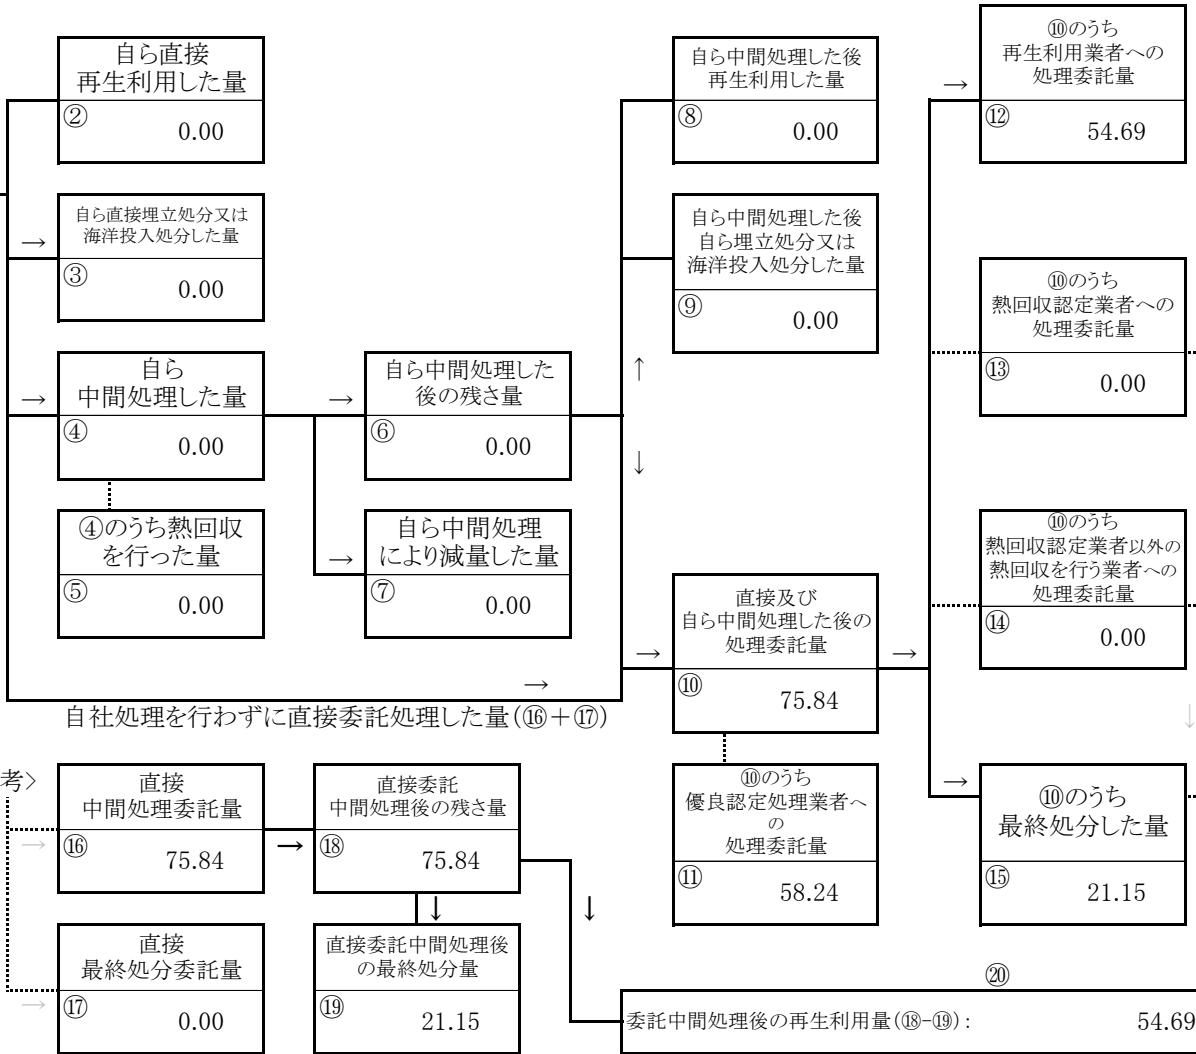 自ら直接
再生利用した量
②
0.00
→
自ら直接埋立処分又は
海洋投入処分した量
③
0.00
→
自ら
中間処理した量
④
0.00
④のうち熱回収
を行った量
⑤
0.00
→
自ら中間処理した
後の残さ量
⑥
0.00
→
自ら中間処理
により減量した量
⑦
0.00
自ら中間処理した後
再生利用した量
⑧
0.00
自ら中間処理した後
自ら埋立処分又は
海洋投入処分した量
⑨
0.00
↑
↓
→
自社処理を行わずに直接委託処理した量(⑯+⑰)
→
直接及び
自ら中間処理した後の
処理委託量
⑩
75.84
⑩のうち
優良認定処理業者へ
の
処理委託量
⑪
58.24
→
→
⑩のうち
再生利用業者への
処理委託量
⑫
54.69
⑩のうち
熱回収認定業者への
処理委託量
⑬
0.00
⑩のうち
熱回収認定業者以外の
熱回収を行う業者への
処理委託量
⑭
0.00
↓
→
⑩のうち
最終処分した量
⑮
21.15
考>
→
直接
中間処理委託量
⑯
75.84
→
直接
最終処分委託量
⑰
0.00
→
直接委託
中間処理後の残さ量
⑱
75.84
↓
直接委託中間処理後
の最終処分量
⑲
21.15
↓
⑳
委託中間処理後の再生利用量(⑱-⑲): 54.69